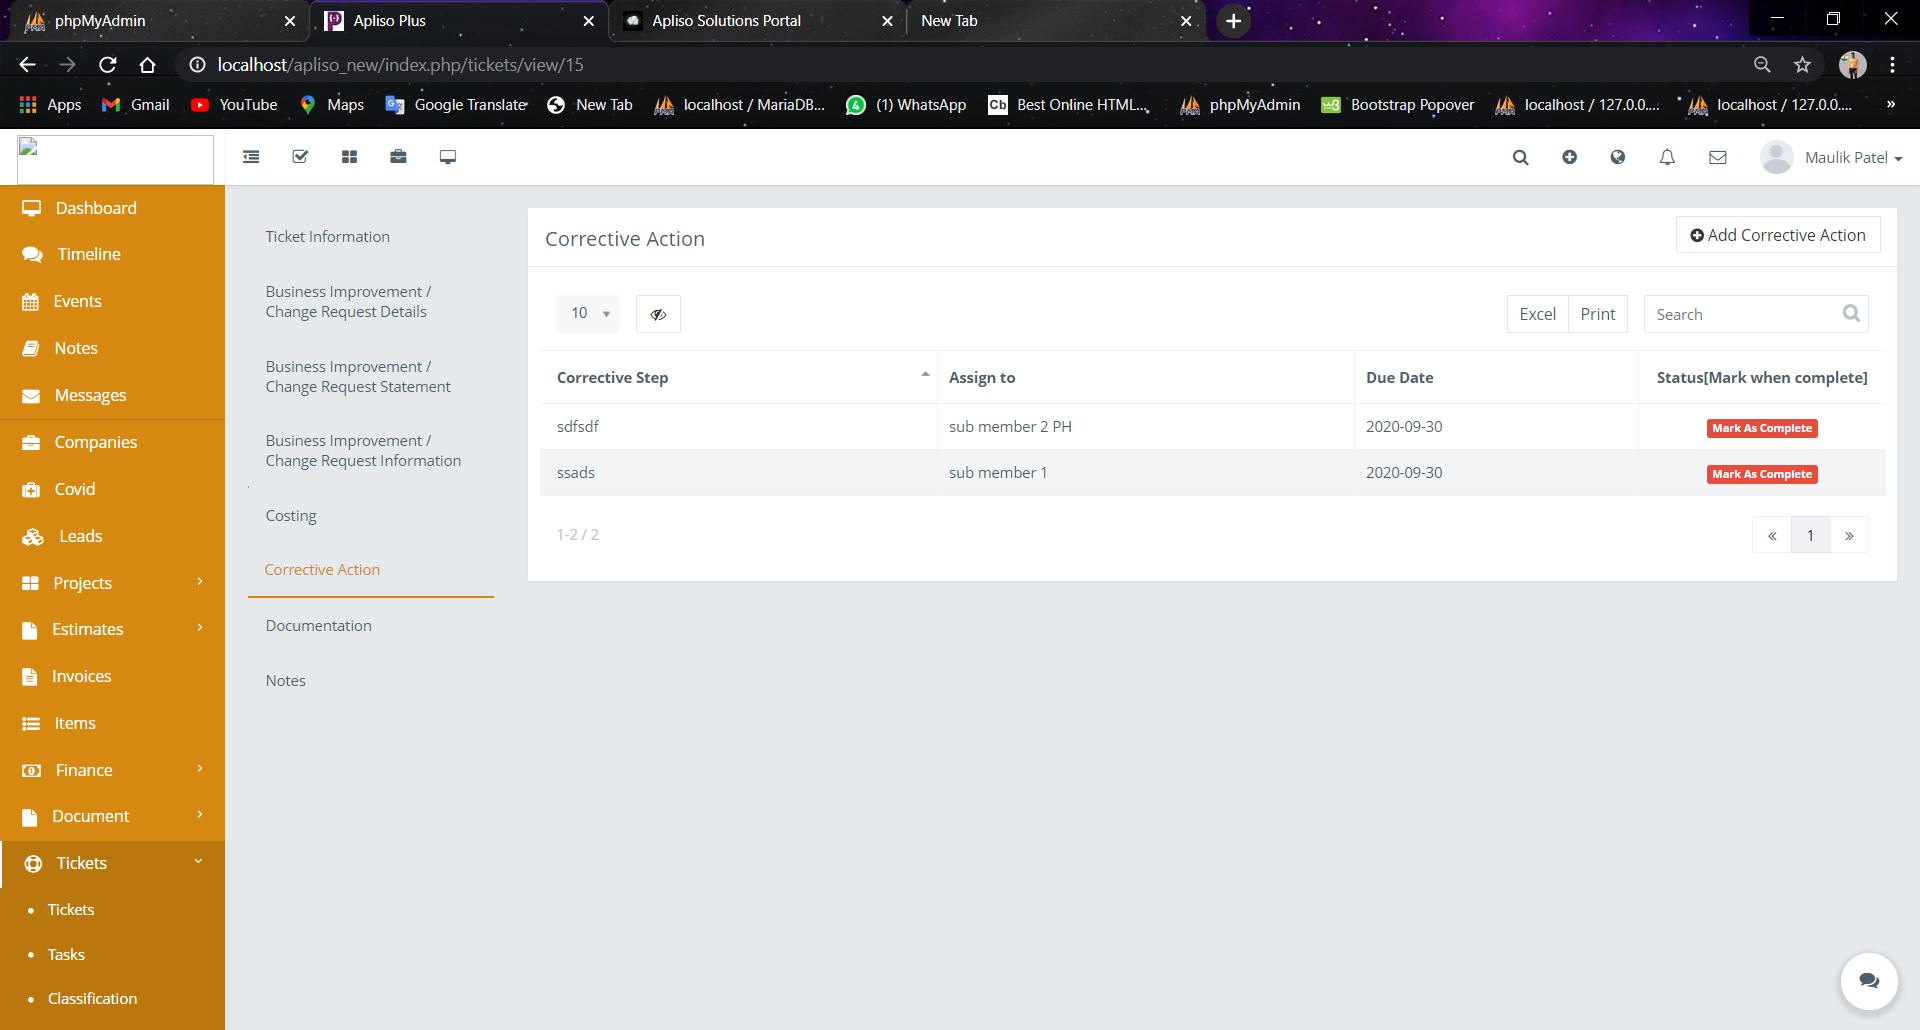 phpMyAdmin
Apliso Plus
Apliso Solutions Portal
New Tab
localhost/apliso_new/index.php/tickets/view/15
Apps
Gmail
YouTube
Maps
Google Translate
New Tab
localhost / MariaDB...
(1) WhatsApp
Best Online HTML...
phpMyAdmin
Bootstrap Popover
localhost / 127.0.0....
localhost / 127.0.0....
»
Maulik Patel
Dashboard
Timeline
Events
Notes
Messages
Companies
Covid
Leads
Projects
Estimates
Invoices
Items
Finance
Document
Tickets
Tickets
Tasks
Classification
Ticket Information
Business Improvement /
Change Request Details
Business Improvement /
Change Request Statement
Business Improvement /
Change Request Information
Costing
Corrective Action
Documentation
Notes
Corrective Action
Add Corrective Action
10
Excel
Print
Search
Corrective Step Assign to Due Date Status[Mark when complete]
sdfsdf sub member 2 PH 2020-09-30 Mark As Complete
ssads sub member 1 2020-09-30 Mark As Complete
1-2 / 2
« 1 »